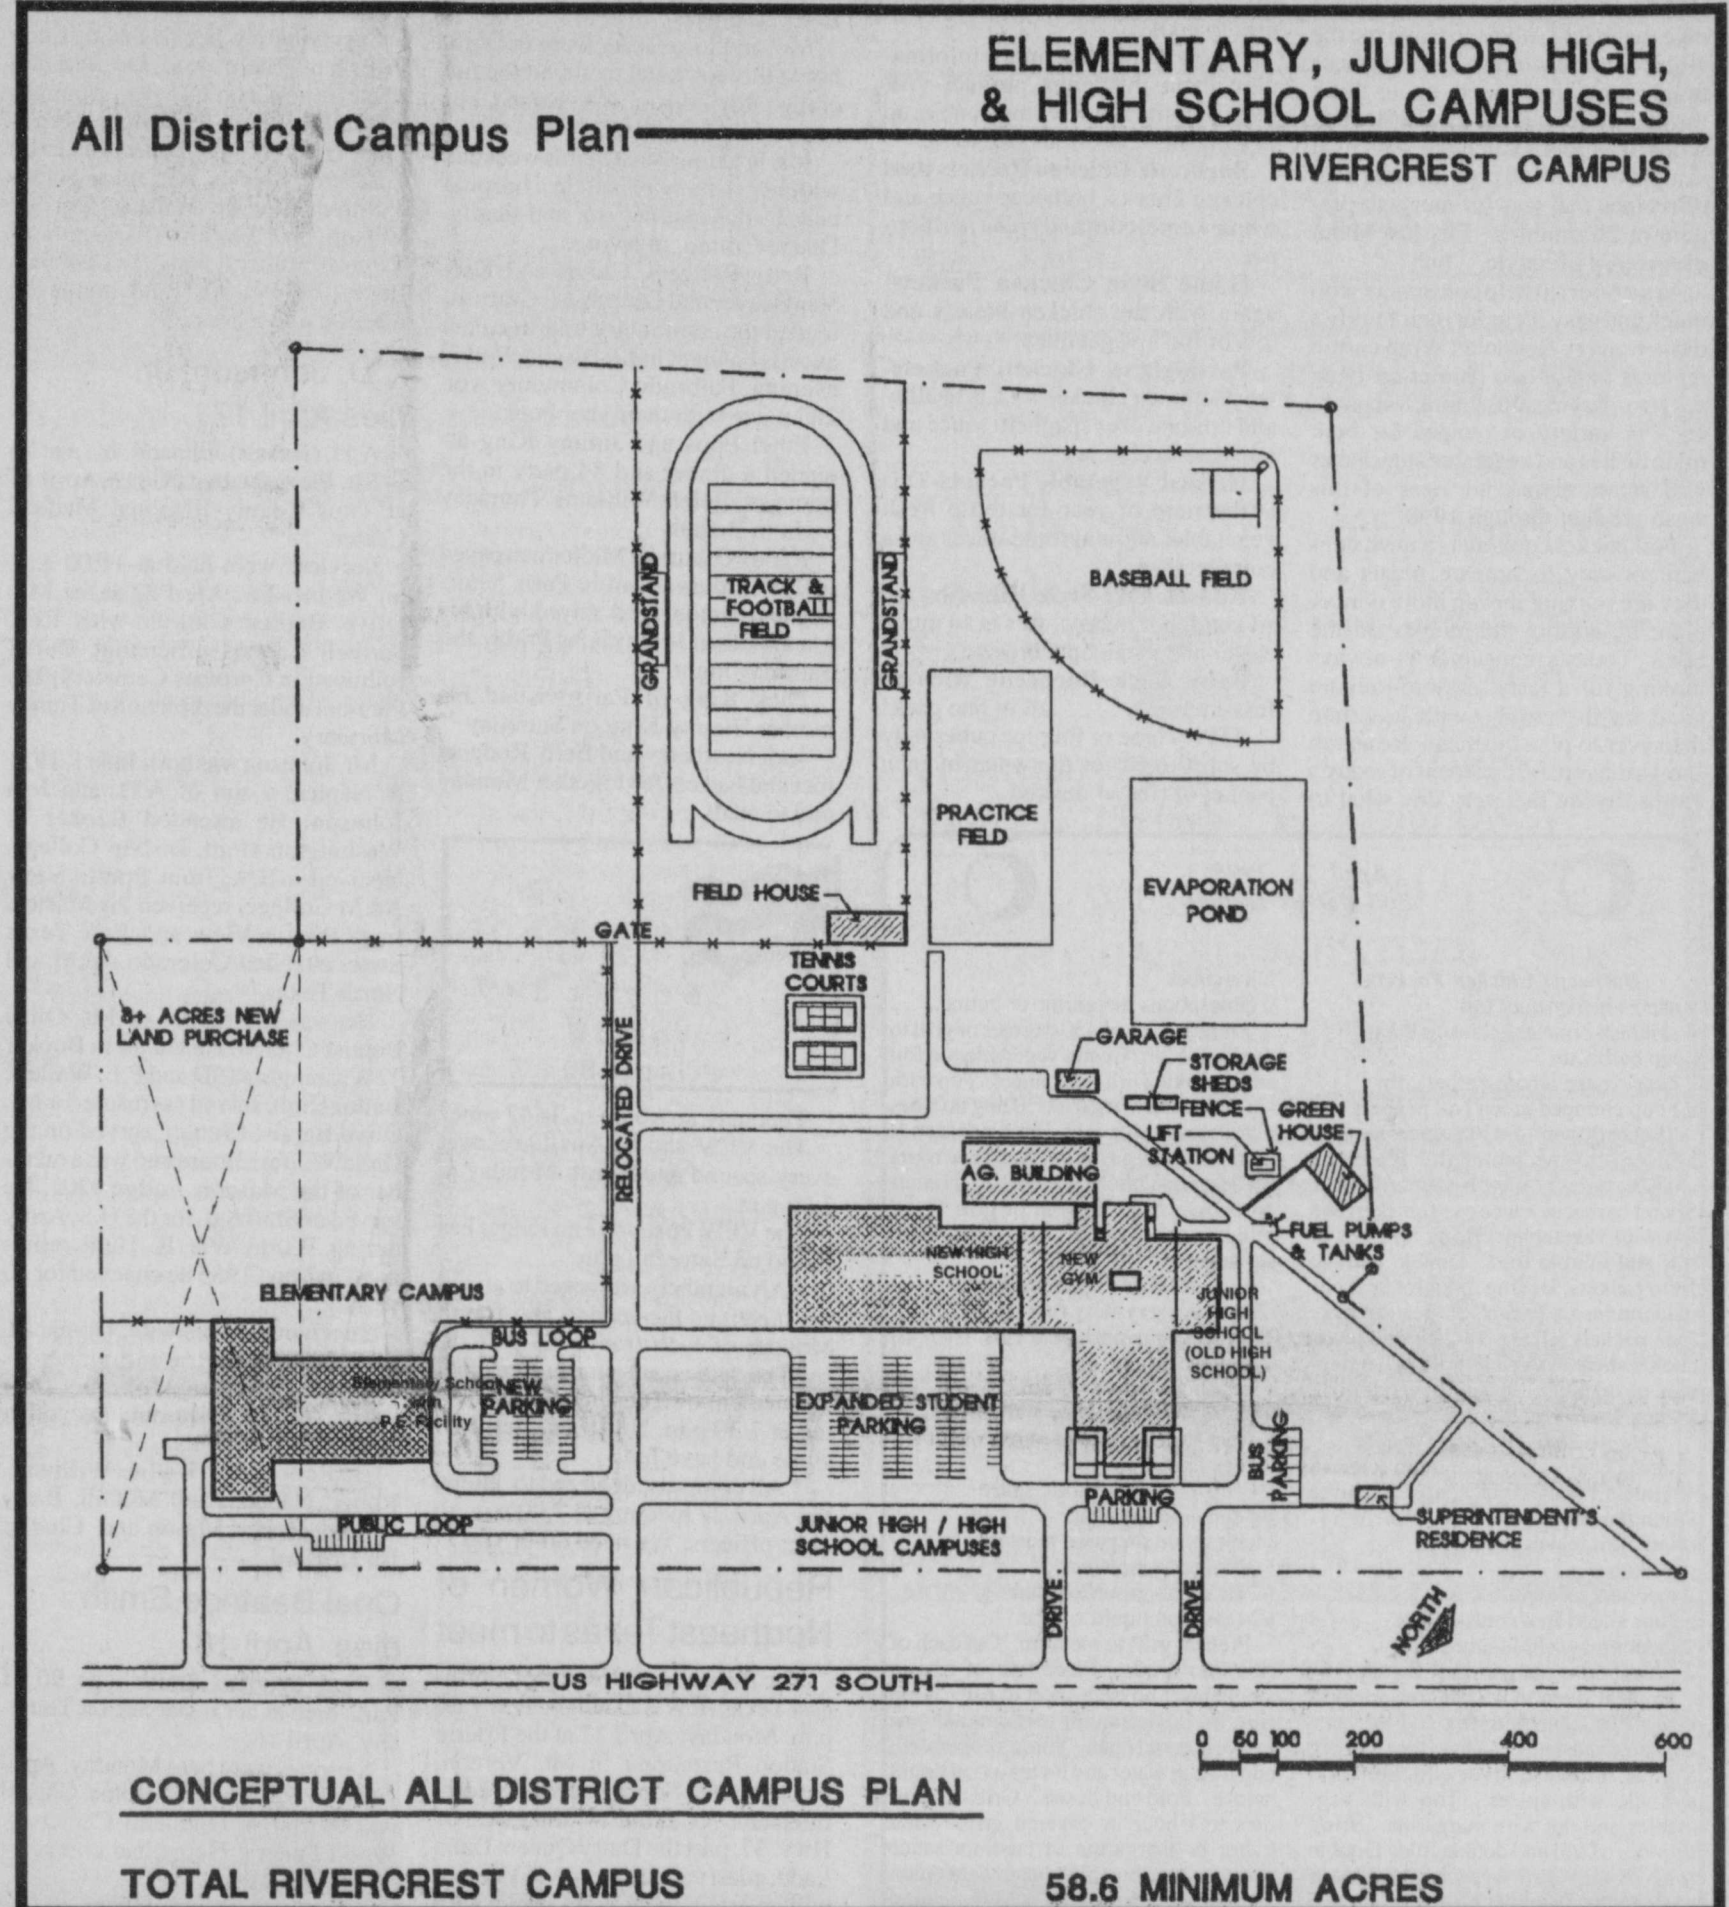 ELEMENTARY, JUNIOR HIGH,
& HIGH SCHOOL CAMPUSES
All District Campus Plan
RIVERCREST CAMPUS
GRANDSTAND
TRACK &
FOOTBALL
FIELD
GRANDSTAND
BASEBALL FIELD
PRACTICE
FIELD
EVAPORATION
POND
FIELD HOUSE
GATE
TENNIS
COURTS
8+ ACRES NEW
LAND PURCHASE
RELOCATED DRIVE
GARAGE
STORAGE
SHEDS
FENCE
GREEN
HOUSE
LIFT
STATION
AG. BUILDING
FUEL PUMPS
& TANKS
NEW HIGH
SCHOOL
NEW
GYM
JUNIOR
HIGH
SCHOOL
(OLD HIGH
SCHOOL)
ELEMENTARY CAMPUS
BUS LOOP
Elementary School
with
P.E. Facility
NEW
PARKING
EXPANDED STUDENT
PARKING
BUS
PARKING
PARKING
PUBLIC LOOP
JUNIOR HIGH / HIGH
SCHOOL CAMPUSES
SUPERINTENDENT'S
RESIDENCE
DRIVE
DRIVE
NORTH
US HIGHWAY 271 SOUTH
0 50 100 200 400 600
CONCEPTUAL ALL DISTRICT CAMPUS PLAN
TOTAL RIVERCREST CAMPUS
58.6 MINIMUM ACRES